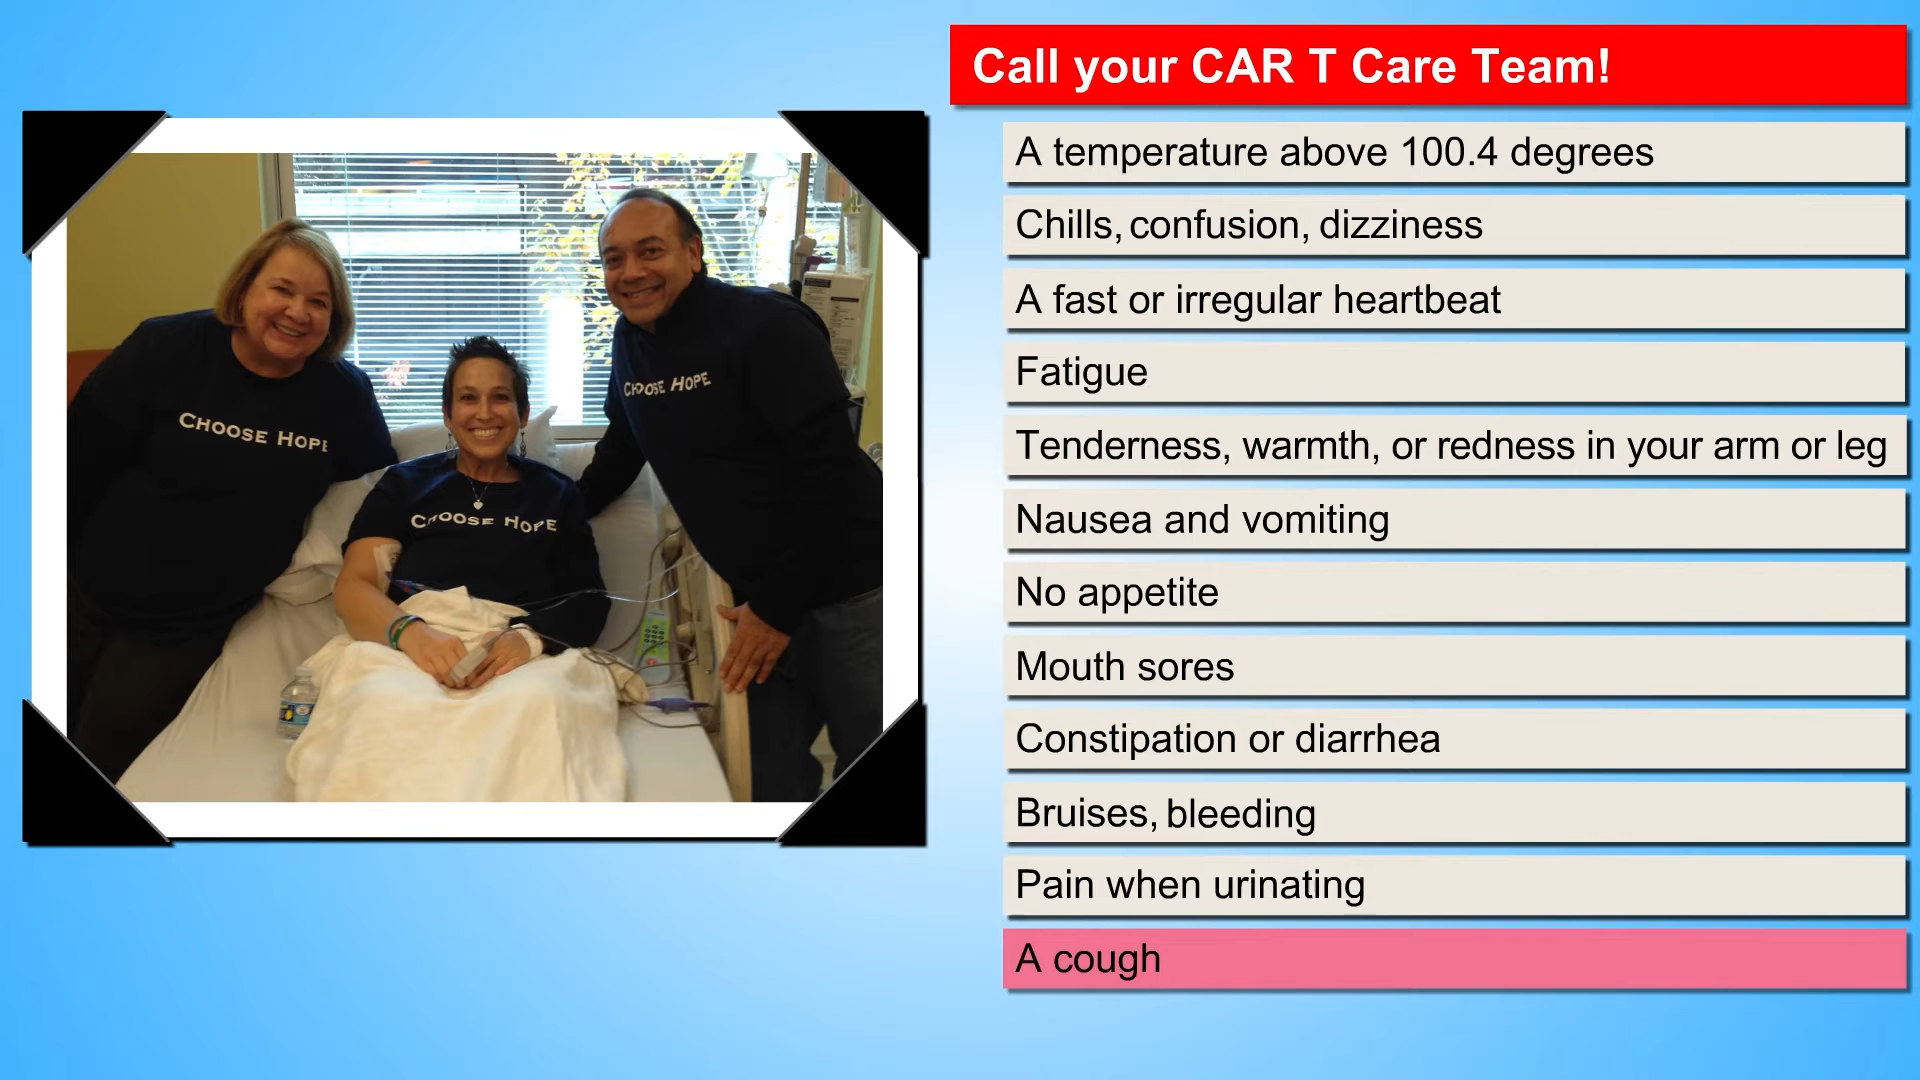 Call your CAR T Care Team!
A temperature above 100.4 degrees
Chills, confusion, dizziness
A fast or irregular heartbeat
Fatigue
Tenderness, warmth, or redness in your arm or leg
Nausea and vomiting
No appetite
Mouth sores
Constipation or diarrhea
Bruises, bleeding
Pain when urinating
A cough
CHOOSE HOPE
CHOOSE HOPE
CHOOSE HOPE